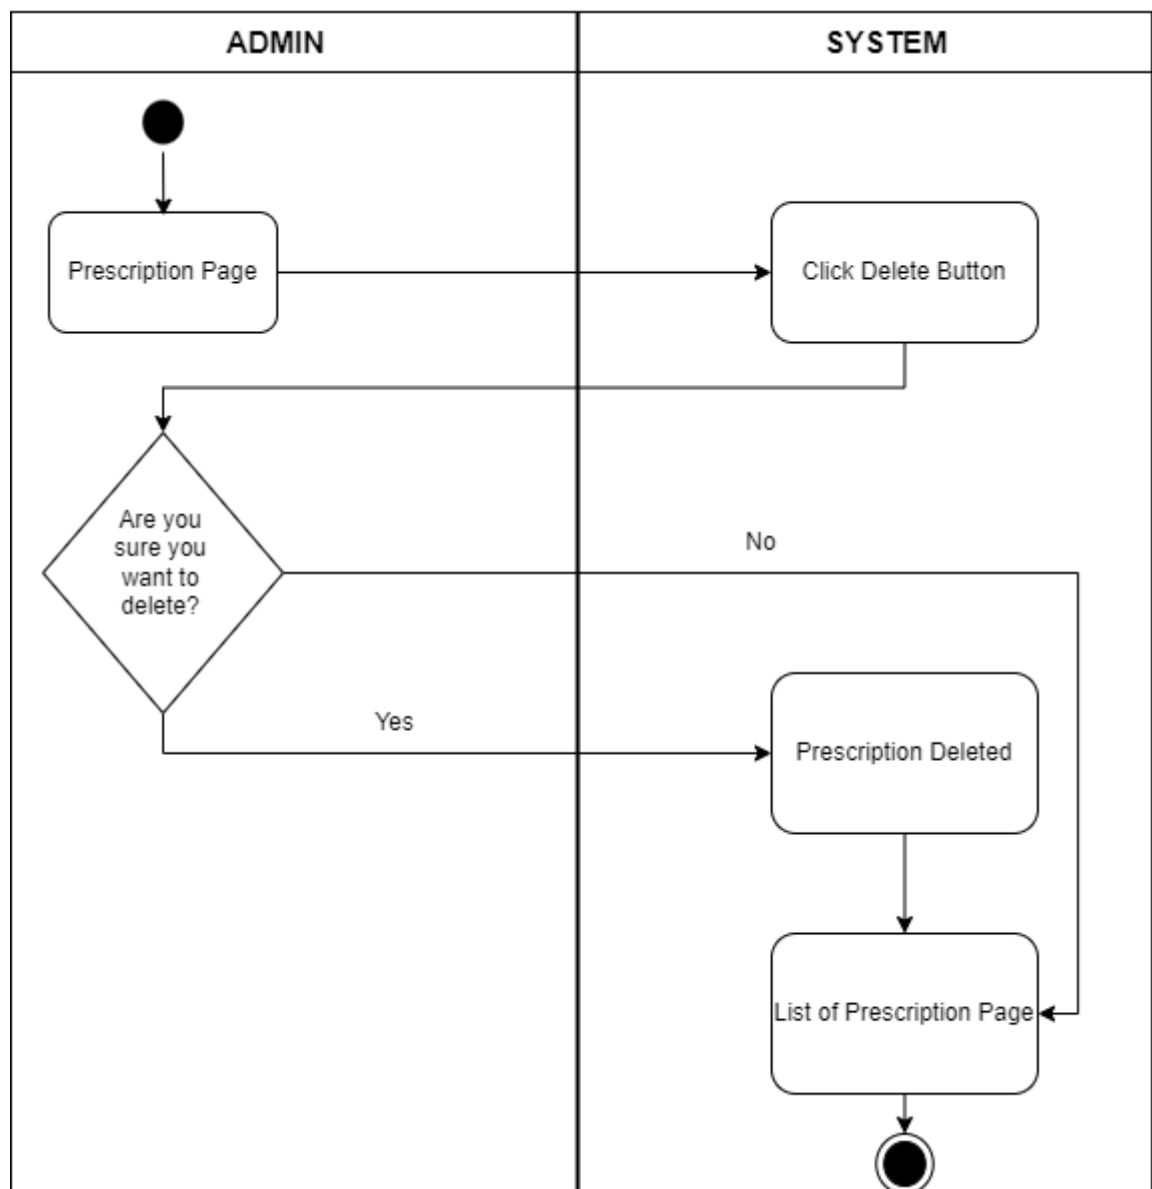 ADMIN
SYSTEM
Prescription Page
Click Delete Button
Are you
sure you
want to
delete?
No
Yes
Prescription Deleted
List of Prescription Page